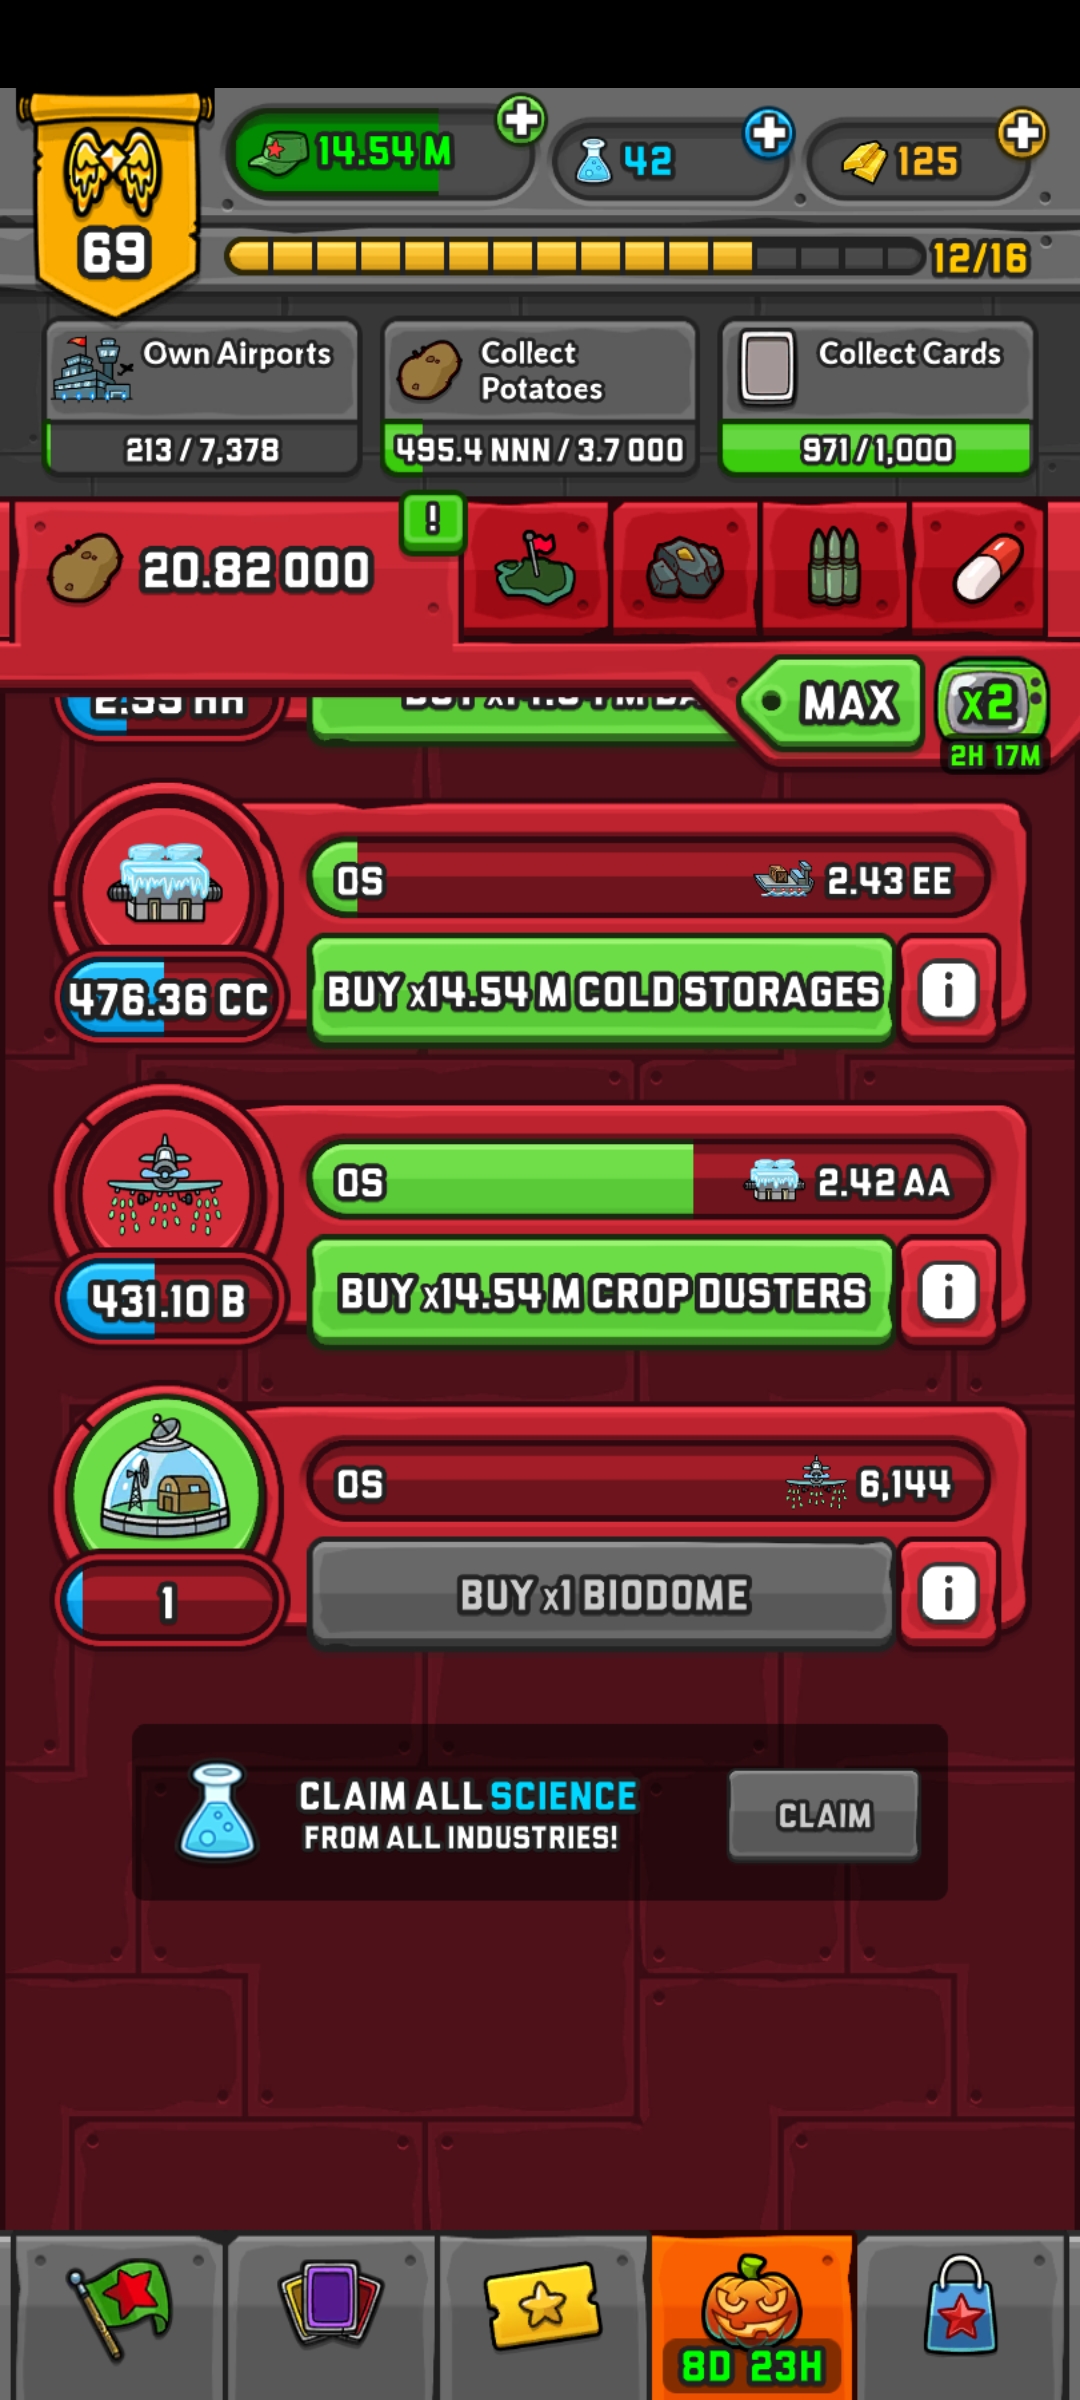 14.54 M
42
125
69
12/16
Own Airports
Collect
Potatoes
Collect Cards
213 / 7,378
495.4 NNN / 3.7 OOO
971 / 1,000
!
20.82 OOO
MAX
x2
2H 17M
0S
2.43 EE
476.36 CC
BUY x14.54 M COLD STORAGES
i
0S
2.42 AA
431.10 B
BUY x14.54 M CROP DUSTERS
i
0S
6,144
1
BUY x1 BIODOME
i
CLAIM ALL SCIENCE
FROM ALL INDUSTRIES!
CLAIM
8D 23H